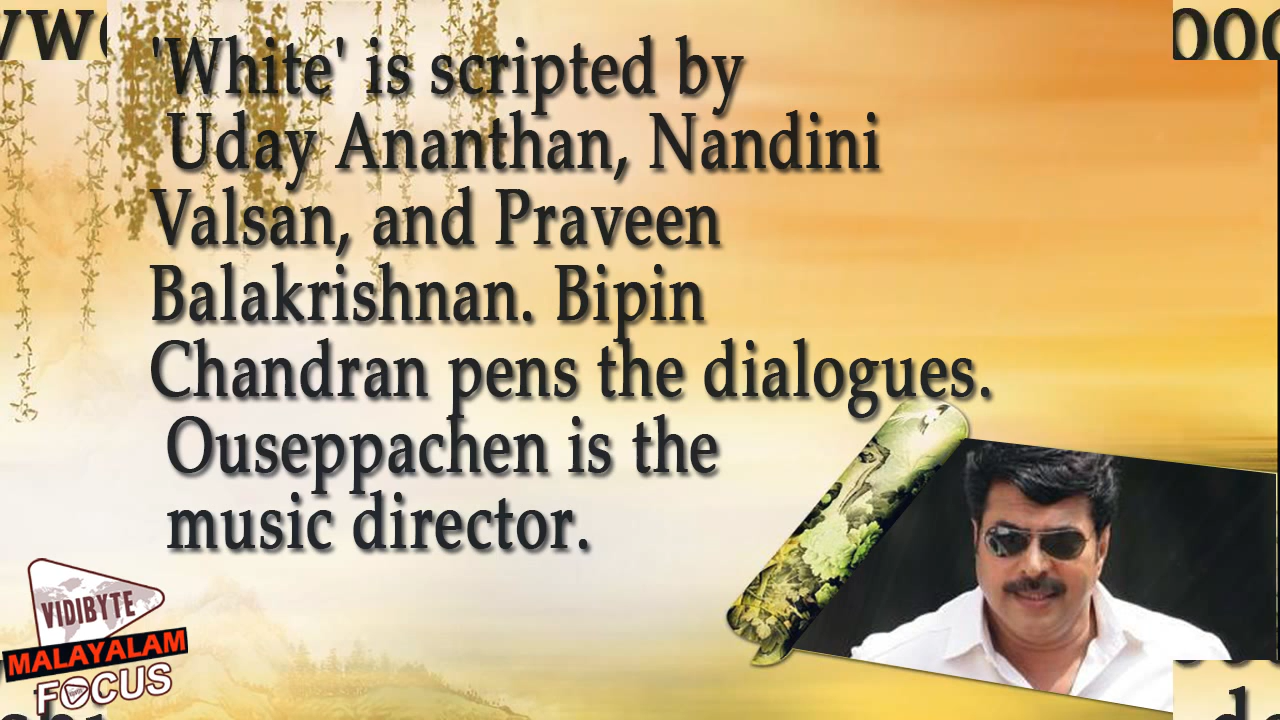 'White' is scripted by
Uday Ananthan, Nandini
Valsan, and Praveen
Balakrishnan. Bipin
Chandran pens the dialogues.
Ouseppachen is the
music director.
VIDIBYTE
MALAYALAM
FOCUS